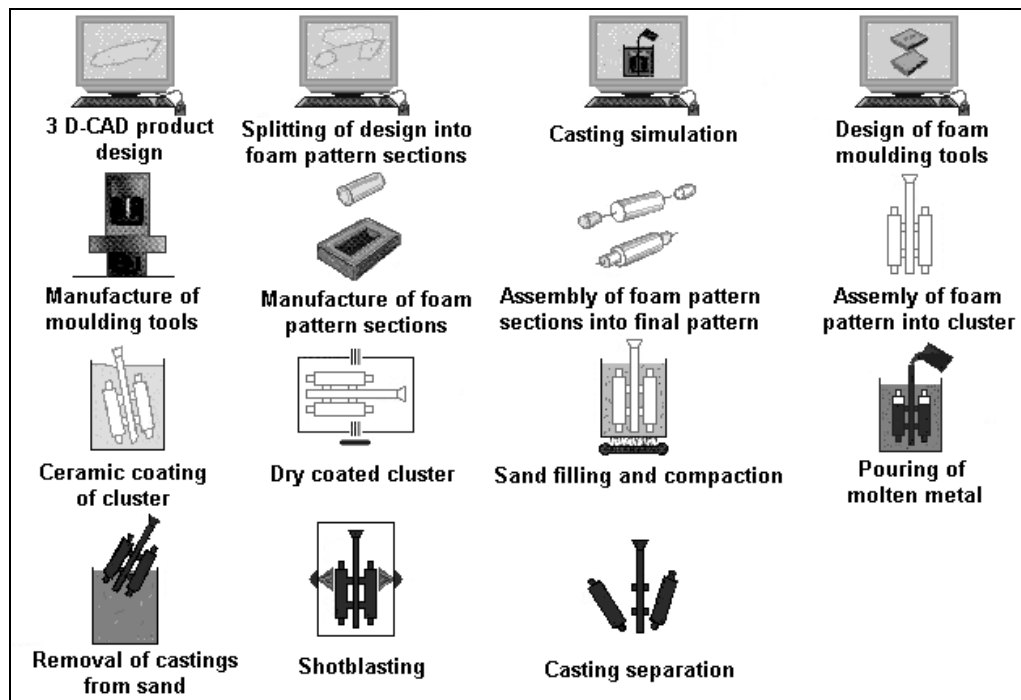 3 D-CAD product
design
Splitting of design into
foam pattern sections
Casting simulation
Design of foam
moulding tools
Manufacture of
moulding tools
Manufacture of foam
pattern sections
Assembly of foam pattern
sections into final pattern
Assemly of foam
pattern into cluster
Ceramic coating
of cluster
Dry coated cluster
Sand filling and compaction
Pouring of
molten metal
Removal of castings
from sand
Shotblasting
Casting separation